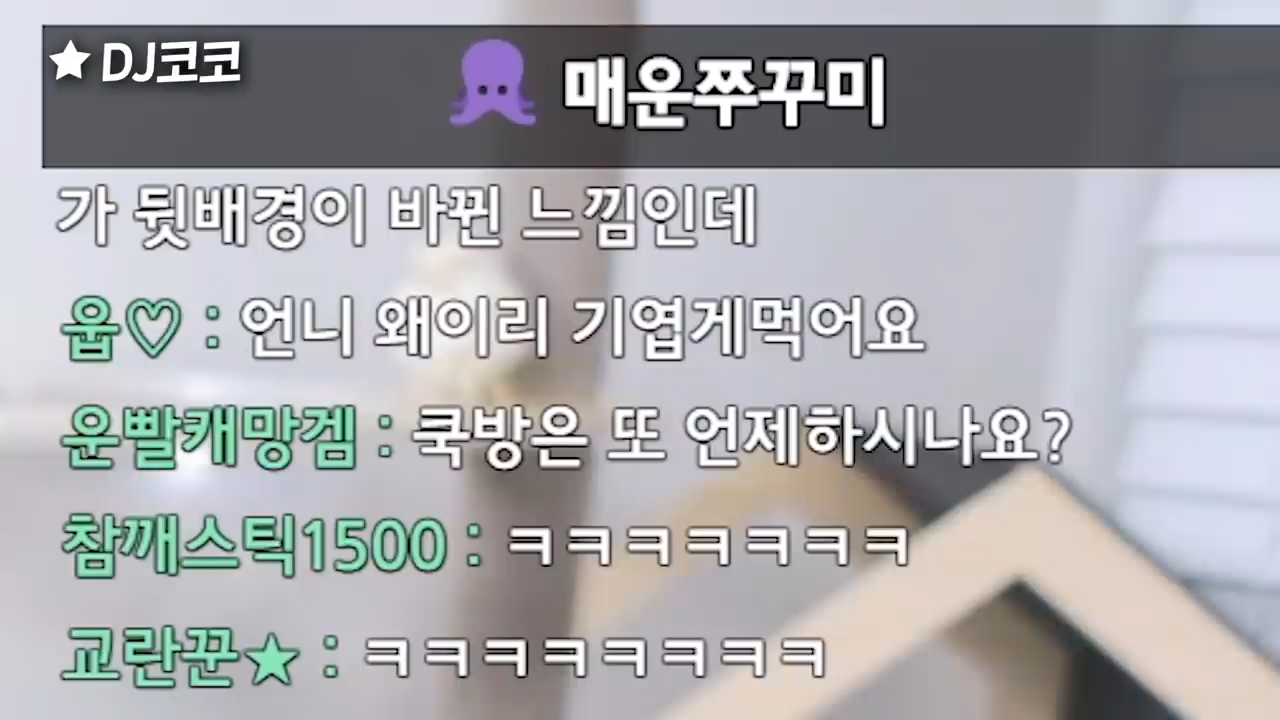 ★ DJ코코
매운쭈꾸미
가 뒷배경이 바뀐 느낌인데
웁♡ : 언니 왜이리 기엽게먹어요
운빨캐망겜 : 쿡방은 또 언제하시나요?
참깨스틱1500 : ㅋㅋㅋㅋㅋㅋㅋ
교란꾼★ : ㅋㅋㅋㅋㅋㅋㅋㅋ